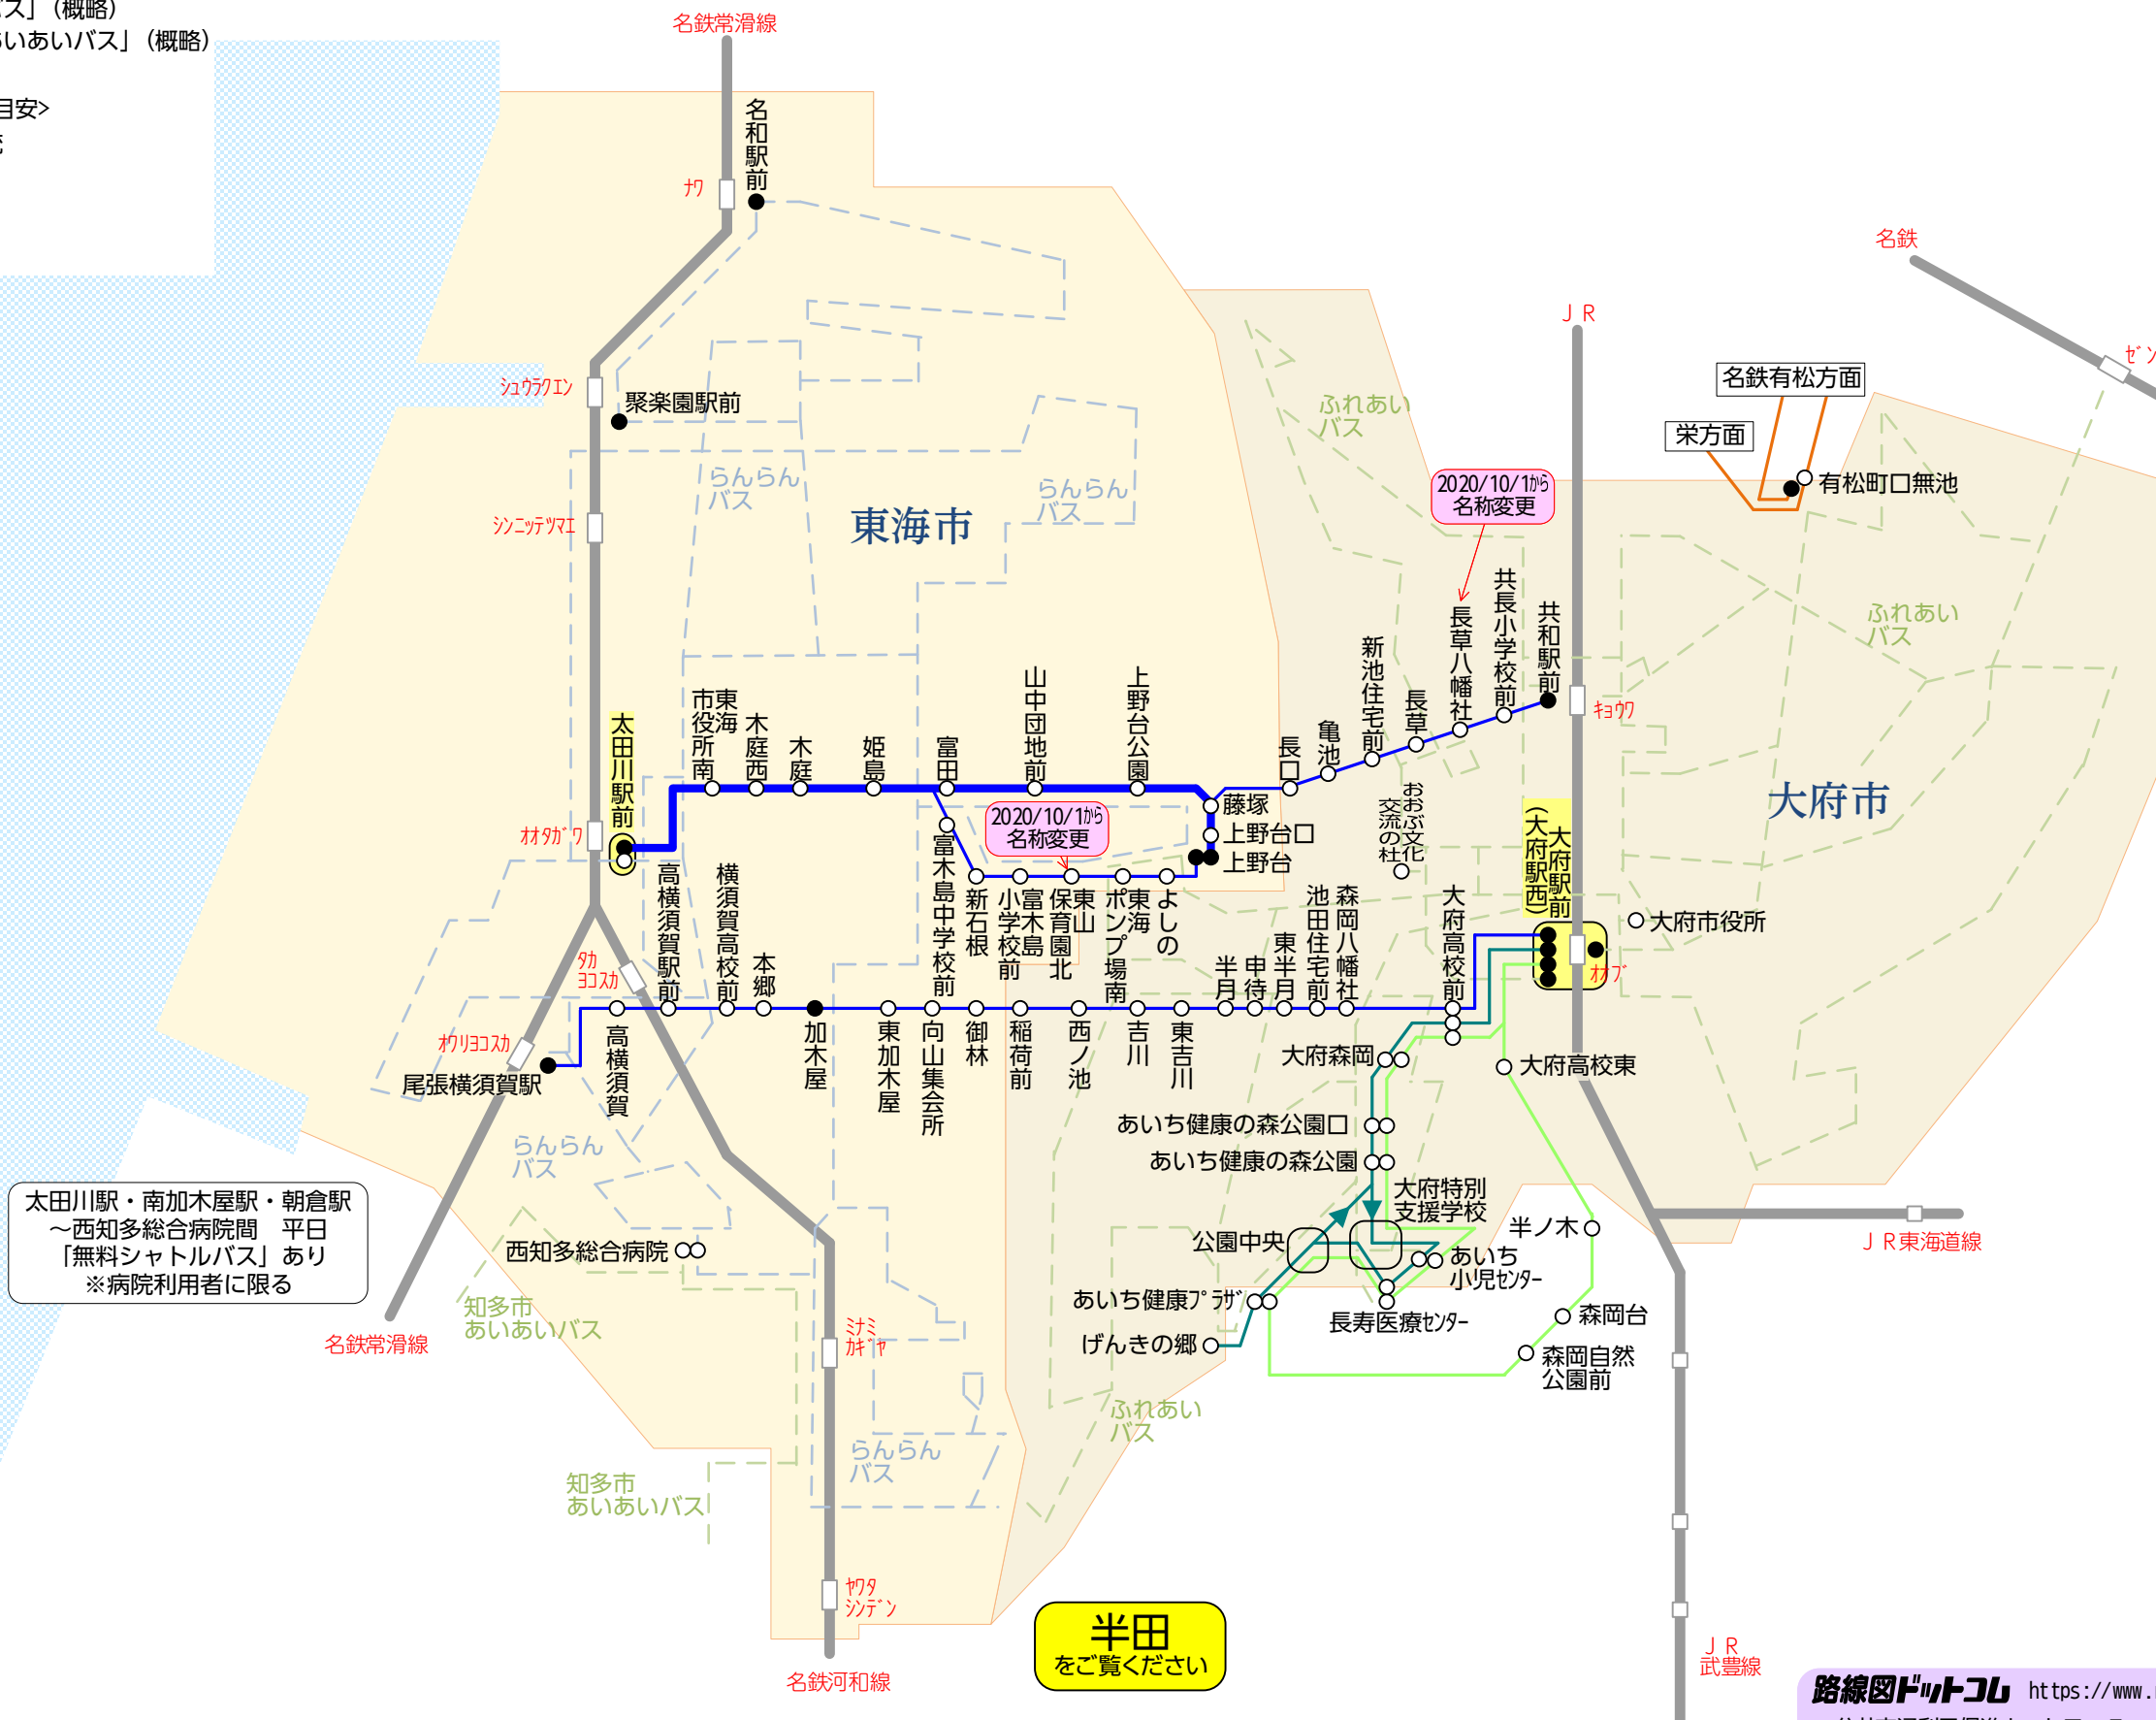 バス」(概略)
あいあいバス」(概略)
目安>
名鉄常滑線
名和駅前
ナワ
名鉄
JR
ｾﾞﾝ
名鉄有松方面
栄方面
有松町口無池
ｼｭｳﾗｸｴﾝ
聚楽園駅前
ふれあい
バス
らんらん
バス
らんらん
バス
ｼﾝﾆｯﾃﾂﾏｴ
東海市
2020/10/1から
名称変更
ふれあい
バス
共長小学校前
共和駅前
長草八幡社
新池住宅前
長草
亀池
長口
ｷｮｳﾜ
太田川駅前
東海
市役所南
木庭西
木庭
姫島
富田
山中団地前
上野台公園
藤塚
上野台口
上野台
2020/10/1から
名称変更
おおぶ文化
交流の杜
大府市
ｵｵﾀｶﾞﾜ
富木島中学校前
新石根
富木島
小学校前
東山
保育園北
東海
ポンプ場南
よしの
大府駅前
(大府駅西)
大府市役所
ｵｵﾌﾞ
高横須賀駅前
横須賀高校前
本郷
半月
申待
東半月
池田住宅前
森岡八幡社
大府高校前
ﾀｶ
ﾖｺｽｶ
ｵﾜﾘﾖｺｽｶ
尾張横須賀駅
高横須賀
加木屋
東加木屋
向山集会所
御林
稲荷前
西ノ池
吉川
東吉川
大府森岡
大府高校東
あいち健康の森公園口
あいち健康の森公園
らんらん
バス
太田川駅・南加木屋駅・朝倉駅
～西知多総合病院間 平日
「無料シャトルバス」あり
※病院利用者に限る
西知多総合病院
大府特別
支援学校
公園中央
半ノ木
JR東海道線
あいち
小児ｾﾝﾀｰ
あいち健康ﾌﾟﾗｻﾞ
長寿医療ｾﾝﾀｰ
げんきの郷
森岡台
森岡自然
公園前
知多市
あいあいバス
名鉄常滑線
ﾐﾅﾐ
ｶｷﾞﾔ
ふれあい
バス
らんらん
バス
知多市
あいあいバス
ﾔﾜﾀ
ｼﾝﾃﾞﾝ
名鉄河和線
半田
をご覧ください
JR
武豊線
路線図ドットコム https://www.